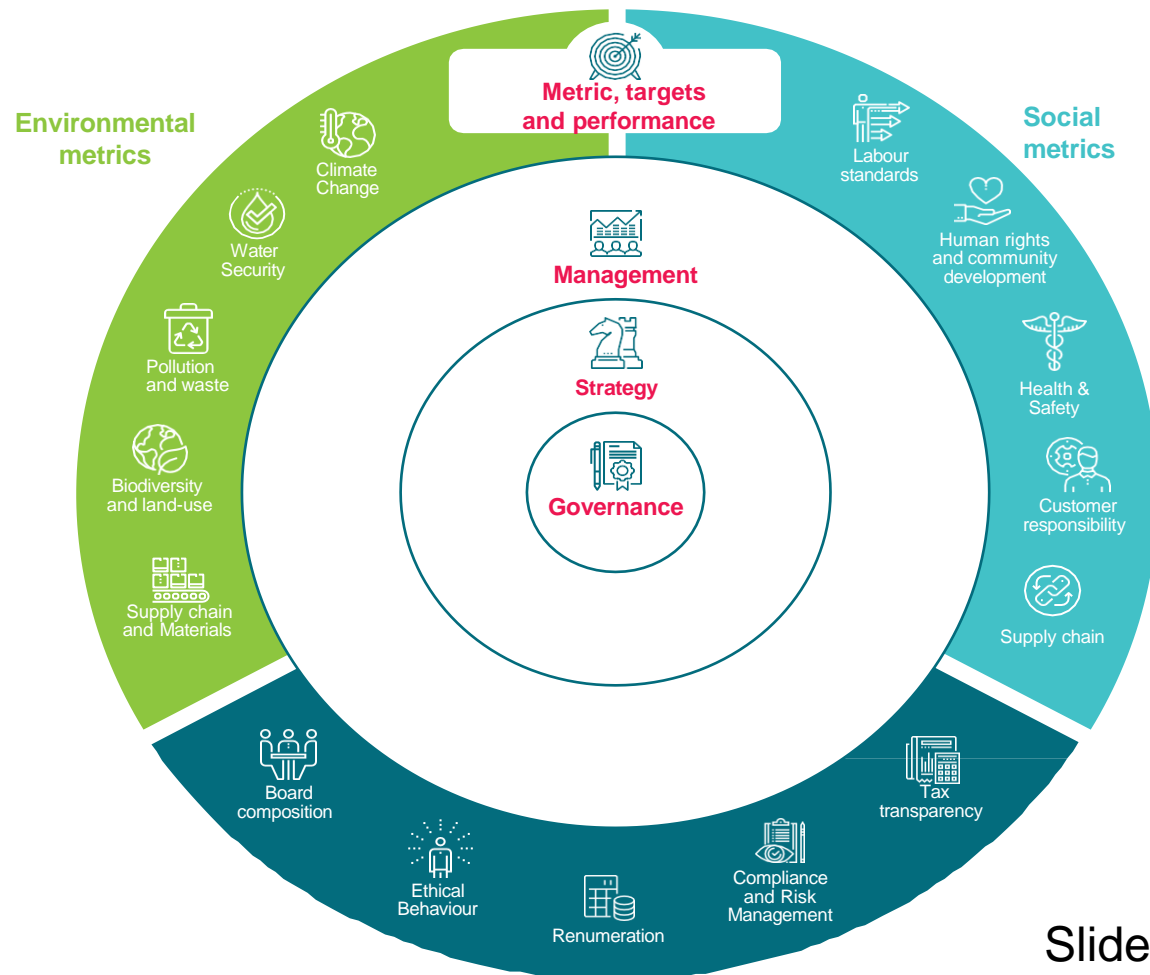 Metric, targets
and performance
Environmental
metrics
Social
metrics
Climate
Change
Water
Security
Pollution
and waste
Biodiversity
and land-use
Supply chain
and Materials
Labour
standards
Human rights
and community
development
Health &
Safety
Customer
responsibility
Supply chain
Management
Strategy
Governance
Board
composition
Ethical
Behaviour
Renumeration
Compliance
and Risk
Management
Tax
transparency
Slide